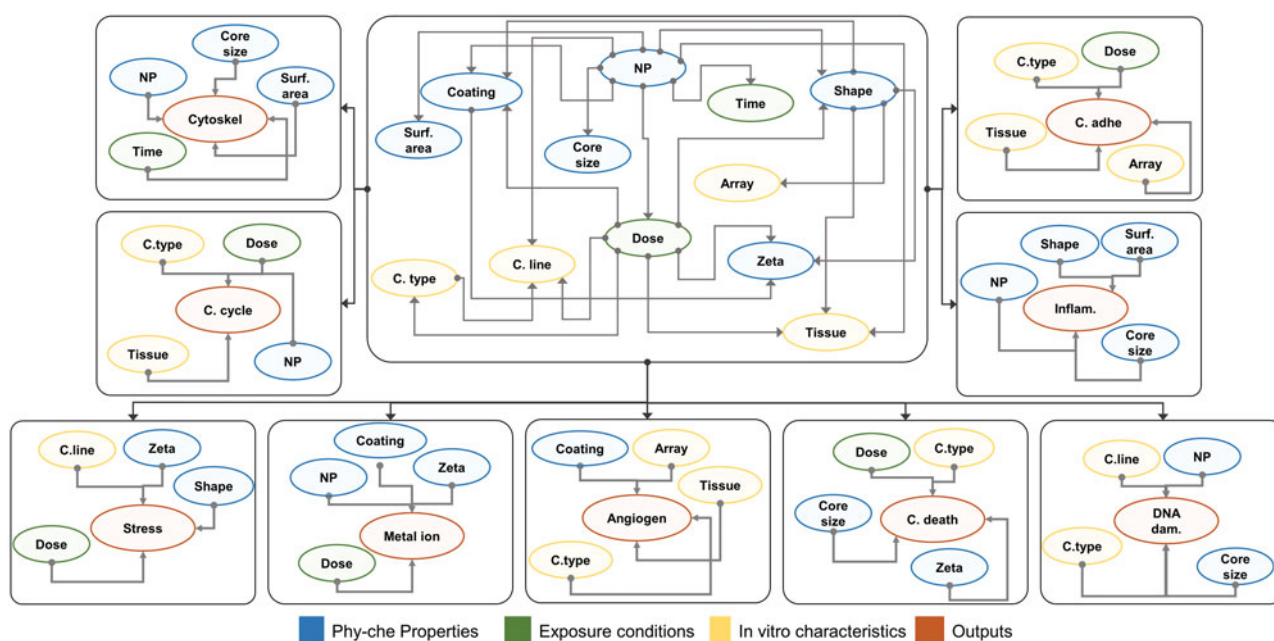 Core
size
NP
Surf.
area
Cytoskel
Time
NP
Coating
Time
Shape
Surf.
area
Core
size
Array
Dose
C. line
C. type
Zeta
Tissue
Dose
C.type
C. adhe
Tissue
Array
C.type
Dose
C. cycle
Tissue
NP
Surf.
area
Shape
NP
Inflam.
Core
size
C.line
Zeta
Shape
Stress
Dose
Coating
NP
Zeta
Metal ion
Dose
Coating
Array
Tissue
Angiogen
C.type
Dose
C.type
Core
size
C. death
Zeta
C.line
NP
DNA
dam.
C.type
Core
size
Phy-che Properties
Exposure conditions
In vitro characteristics
Outputs